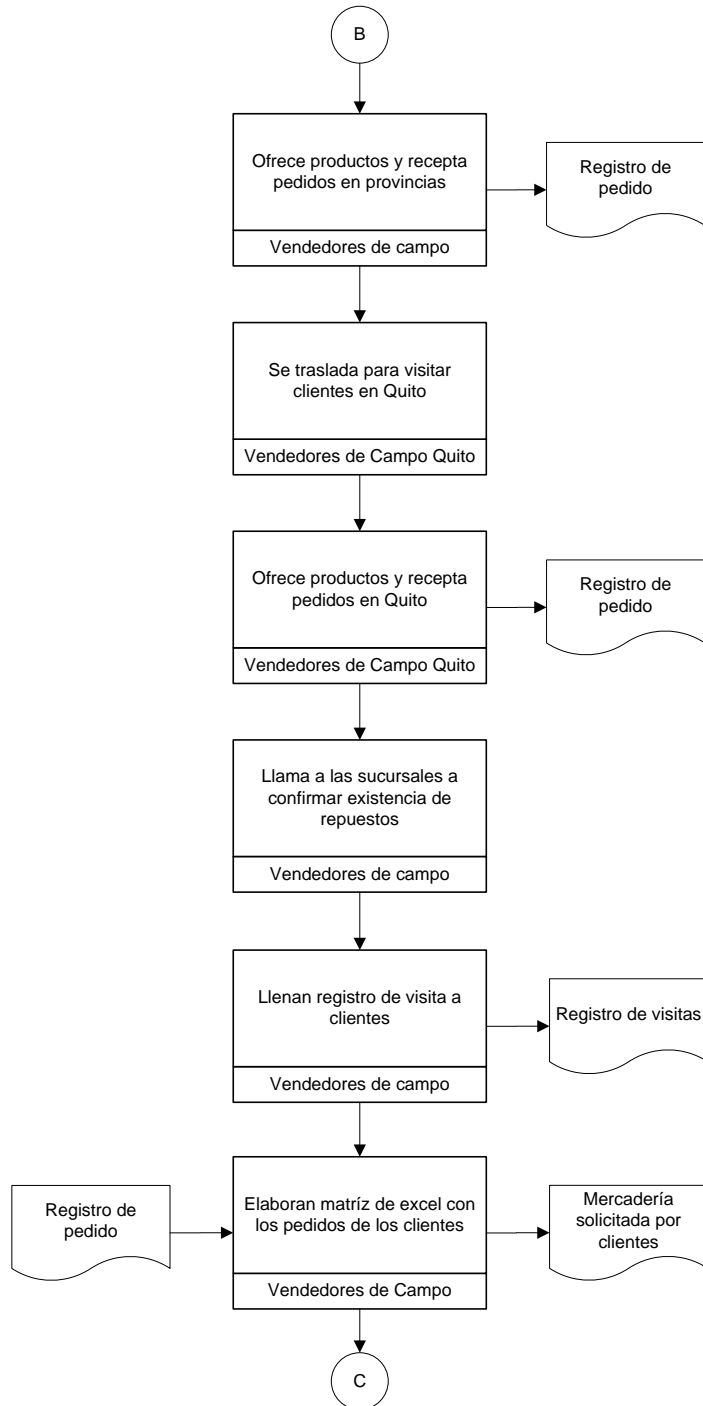 B
Ofrece productos y recepta
pedidos en provincias
Vendedores de campo
Registro de
pedido
Se traslada para visitar
clientes en Quito
Vendedores de Campo Quito
Ofrece productos y recepta
pedidos en Quito
Vendedores de Campo Quito
Registro de
pedido
Llama a las sucursales a
confirmar existencia de
repuestos
Vendedores de campo
Llenan registro de visita a
clientes
Vendedores de campo
Registro de visitas
Registro de
pedido
Elaboran matríz de excel con
los pedidos de los clientes
Vendedores de Campo
Mercadería
solicitada por
clientes
C